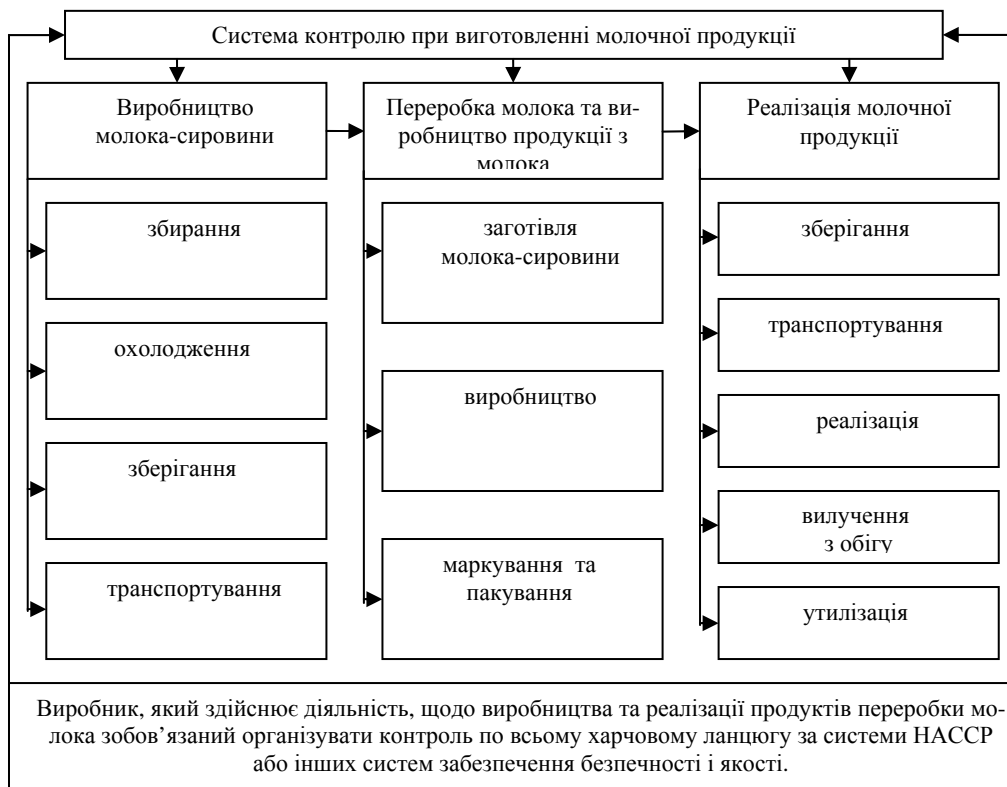 Система контролю при виготовленні молочної продукції
Виробництво
молока-сировини
Переробка молока та ви-
робництво продукції з
молока
Реалізація молочної
продукції
збирання
охолодження
зберігання
транспортування
заготівля
молока-сировини
виробництво
маркування та
пакування
зберігання
транспортування
реалізація
вилучення
з обігу
утилізація
Виробник, який здійснює діяльність, щодо виробництва та реалізації продуктів переробки мо-
лока зобов’язаний організувати контроль по всьому харчовому ланцюгу за системи НАССР
або інших систем забезпечення безпечності і якості.